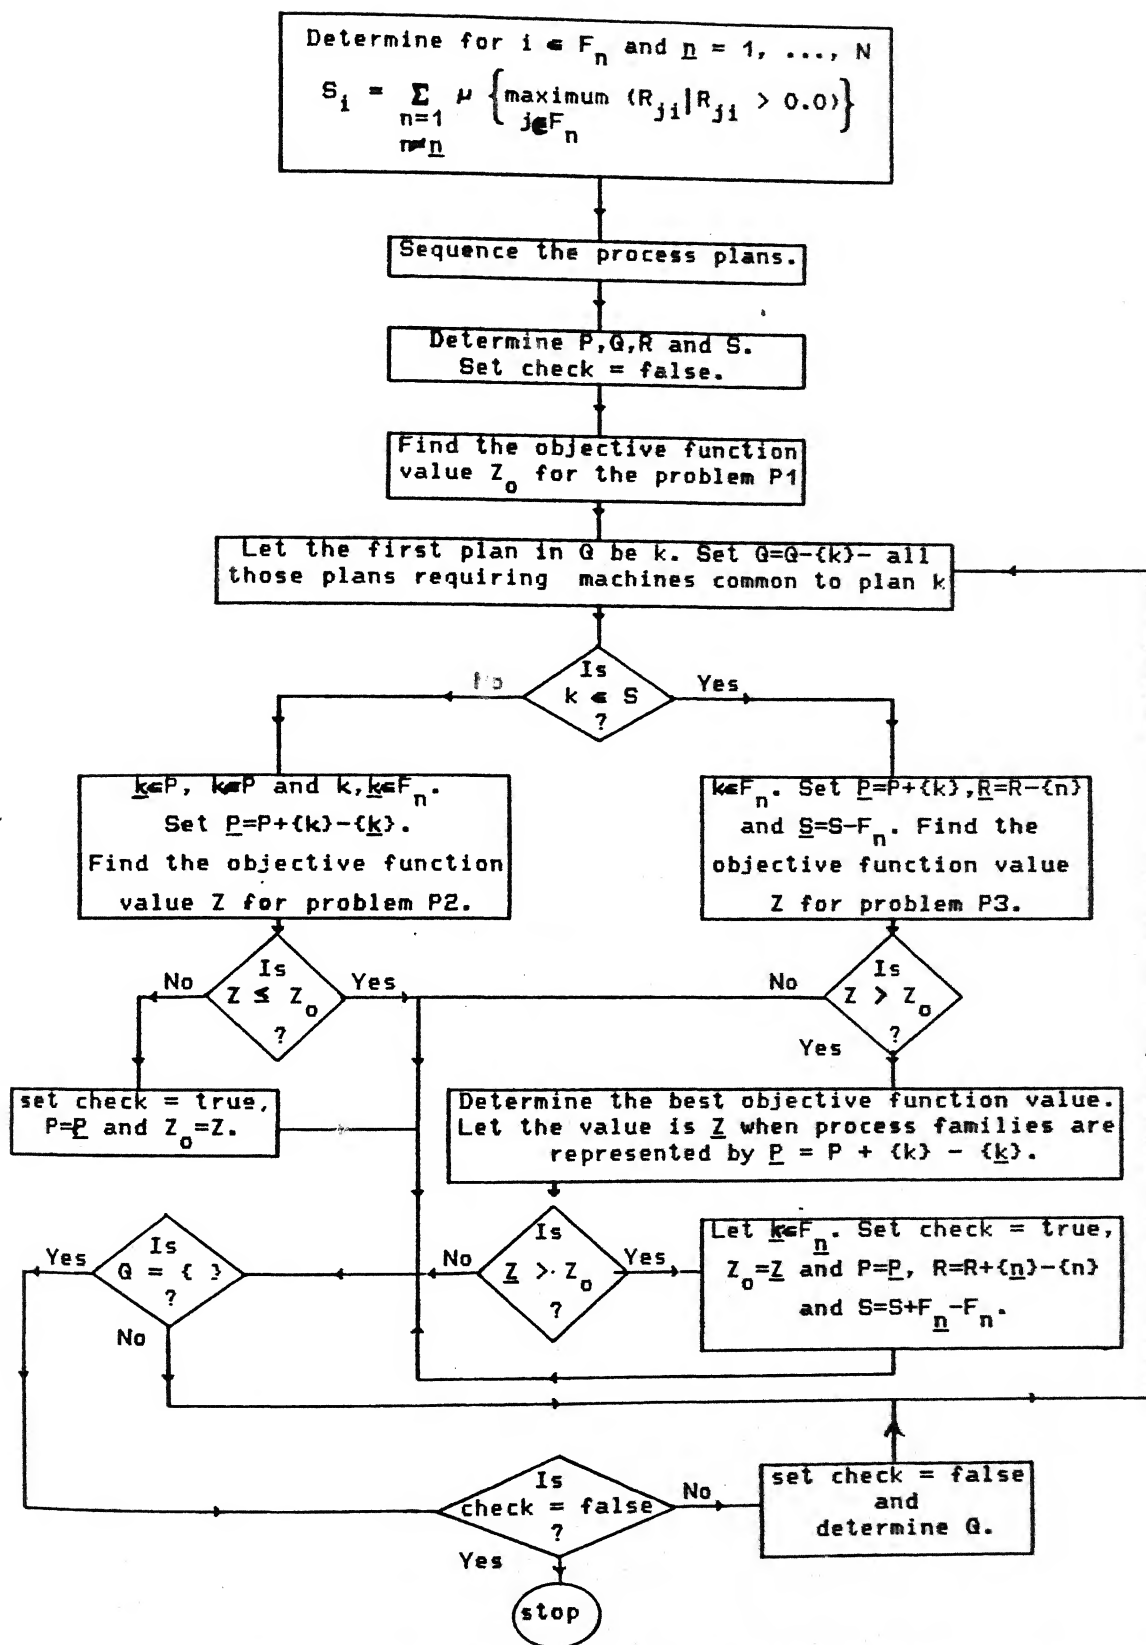 Determine for i ∈ F_n and n̲ = 1, ..., N
S_i = Σ μ {maximum (R_ji|R_ji > 0.0)}
n=1 j∈F_n
n≠n̲
Sequence the process plans.
Determine P,Q,R and S.
Set check = false.
Find the objective function
value Z_o for the problem P1
Let the first plan in Q be k. Set Q=Q-{k}- all
those plans requiring machines common to plan k
Is
k ∈ S
?
No
Yes
k̲∈P, k∉P and k,k̲∈F_n.
Set P̲=P+{k}-{k̲}.
Find the objective function
value Z for problem P2.
k∈F_n. Set P̲=P+{k},R̲=R-{n}
and S̲=S-F_n. Find the
objective function value
Z for problem P3.
Is
Z ≤ Z_o
?
No
Yes
Is
Z > Z_o
?
No
Yes
set check = true,
P=P̲ and Z_o=Z.
Determine the best objective function value.
Let the value is Z̲ when process families are
represented by P̲ = P + {k} - {k̲}.
Is
Q = { }
?
Yes
No
Is
Z̲ > Z_o
?
No
Yes
Let k̲∈F_n̲. Set check = true,
Z_o=Z̲ and P=P̲, R=R+{n̲}-{n}
and S=S+F_n̲-F_n.
Is
check = false
?
No
Yes
set check = false
and
determine Q.
stop